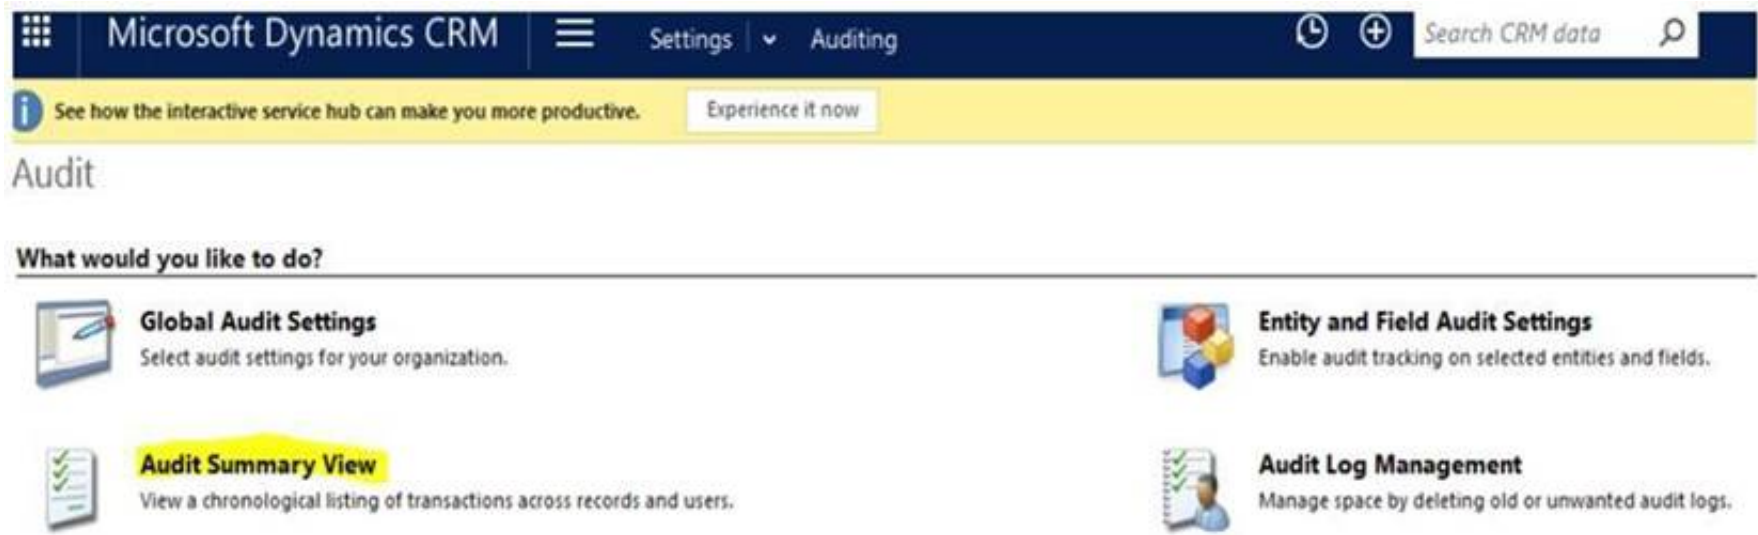 Microsoft Dynamics CRM Settings Auditing Search CRM data
See how the interactive service hub can make you more productive. Experience it now
Audit
What would you like to do?
Global Audit Settings
Select audit settings for your organization.
Entity and Field Audit Settings
Enable audit tracking on selected entities and fields.
Audit Summary View
View a chronological listing of transactions across records and users.
Audit Log Management
Manage space by deleting old or unwanted audit logs.